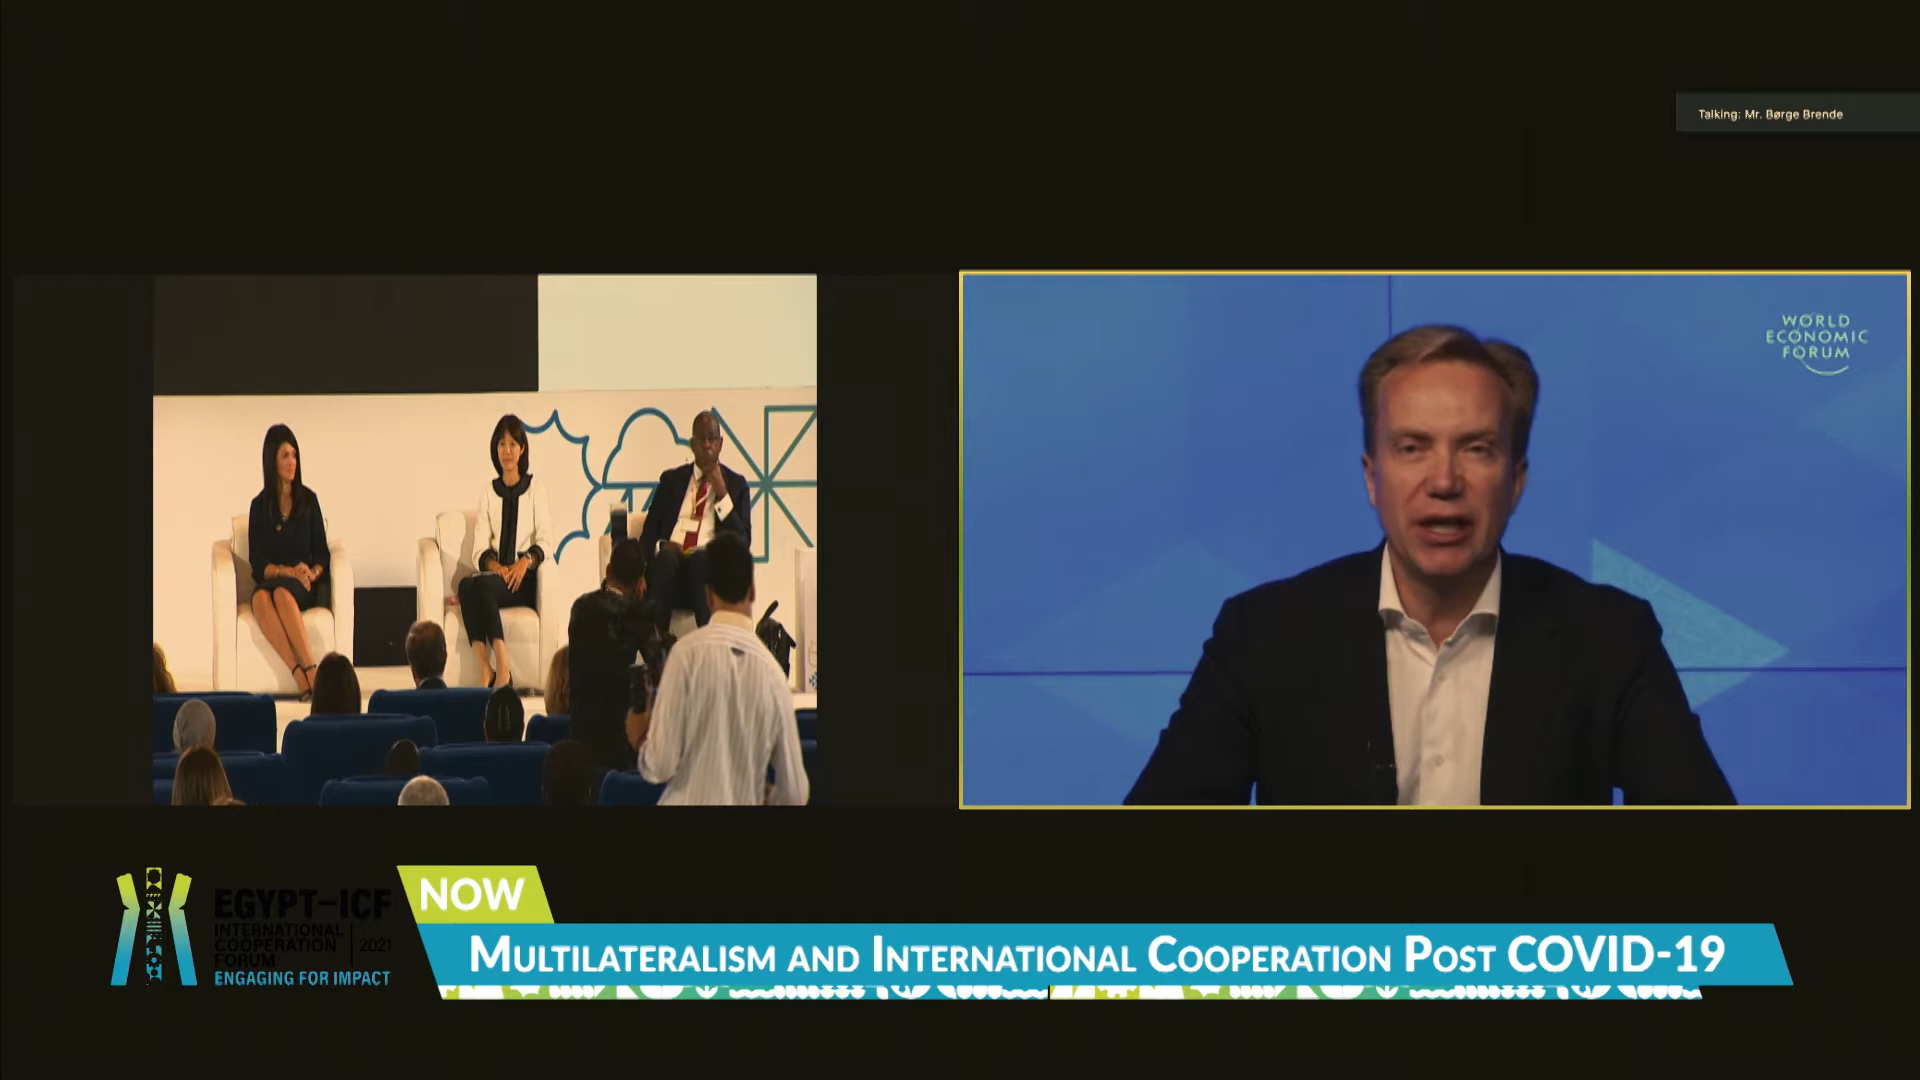 Talking: Mr. Børge Brende
WORLD
ECONOMIC
FORUM
EGYPT–ICF
INTERNATIONAL
COOPERATION
FORUM
2021
ENGAGING FOR IMPACT
NOW
MULTILATERALISM AND INTERNATIONAL COOPERATION POST COVID-19